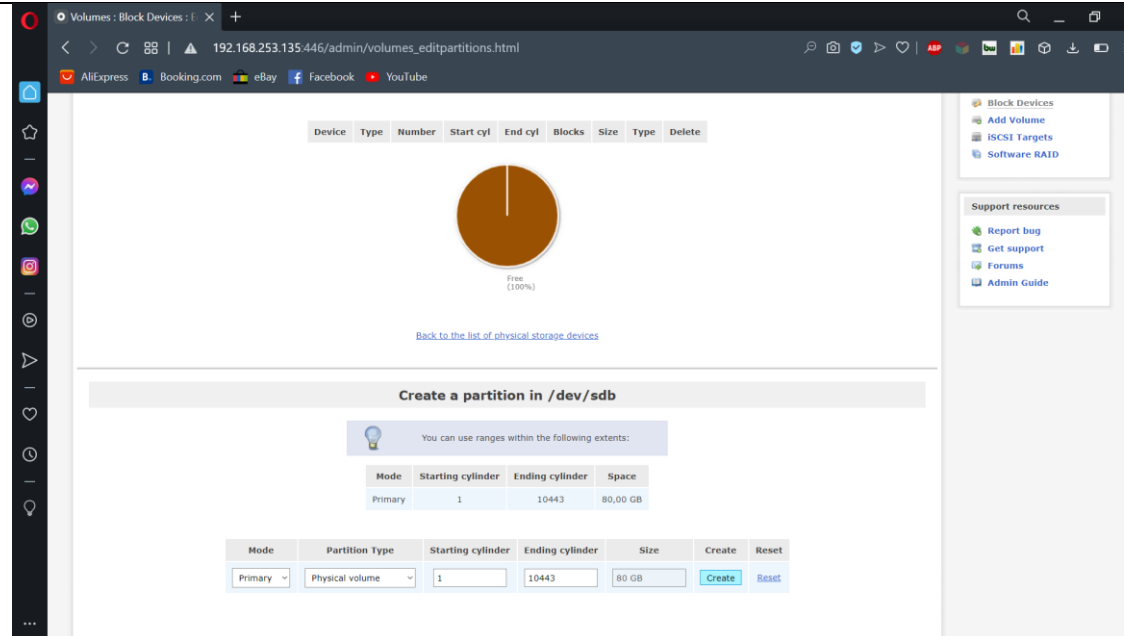 Volumes : Block Devices : E
192.168.253.135:446/admin/volumes_editpartitions.html
ABP
bw
AliExpress B. Booking.com eBay Facebook YouTube
Block Devices
Add Volume
iSCSI Targets
Software RAID
Device Type Number Start cyl End cyl Blocks Size Type Delete
Free
(100%)
Support resources
Report bug
Get support
Forums
Admin Guide
Back to the list of physical storage devices
Create a partition in /dev/sdb
You can use ranges within the following extents:
Mode Starting cylinder Ending cylinder Space
Primary 1 10443 80,00 GB
Mode Partition Type Starting cylinder Ending cylinder Size Create Reset
Primary Physical volume 1 10443 80 GB Create Reset